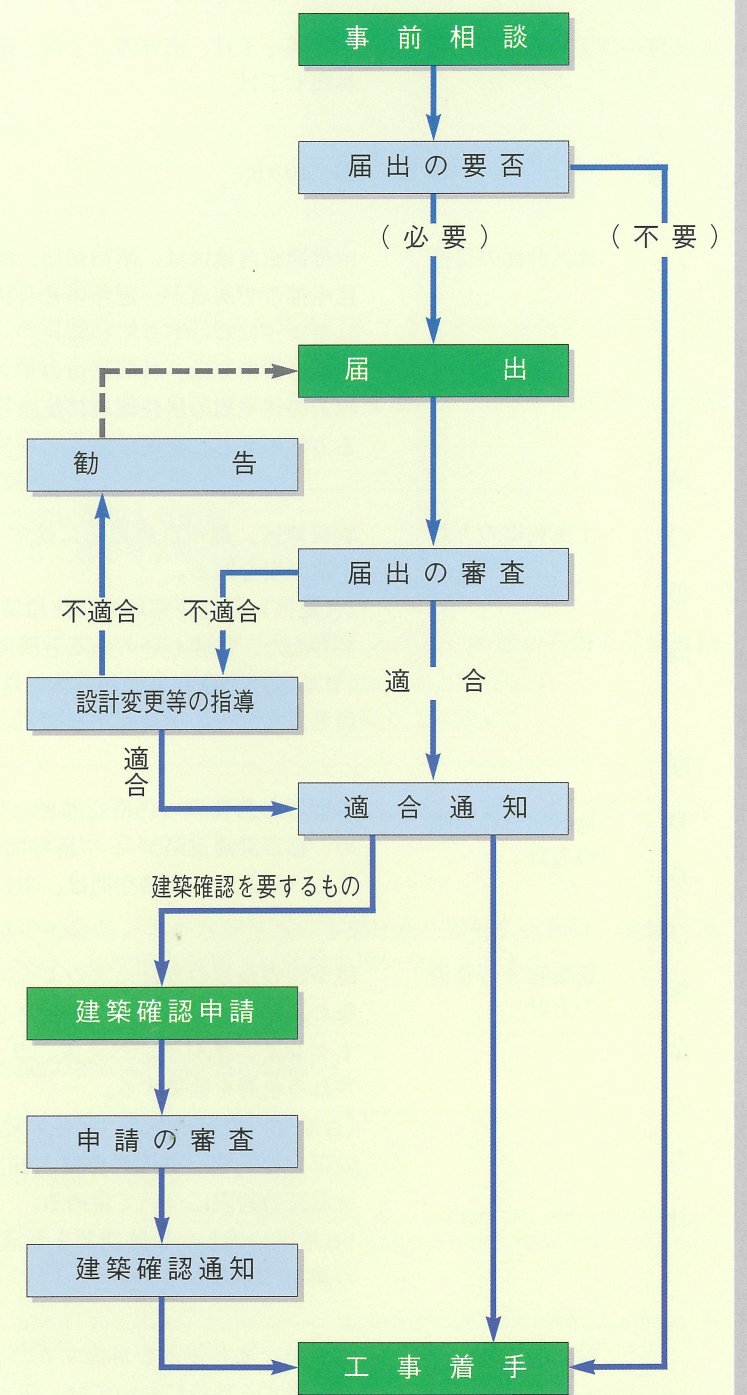 事前相談
届出の要否
（必要）
（不要）
届出
勧告
届出の審査
不適合
不適合
適合
設計変更等の指導
適合
適合通知
建築確認を要するもの
建築確認申請
申請の審査
建築確認通知
工事着手